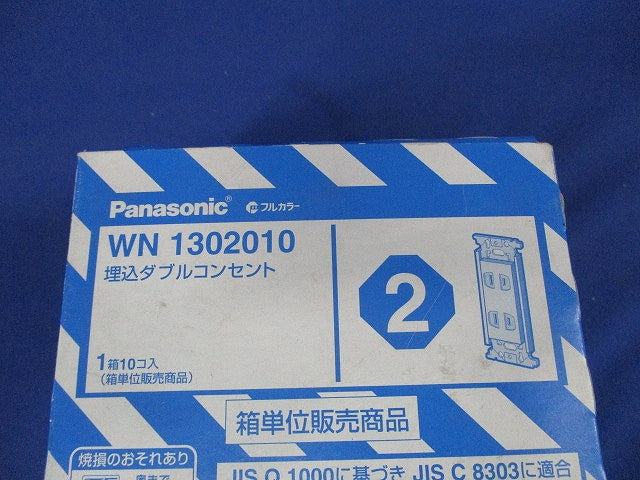 Panasonic® フルカラー
WN 1302010
埋込ダブルコンセント
2
1箱10コ入
(箱単位販売商品)
箱単位販売商品
焼損のおそれあり
奥まで
JIS Q 1000に基づき JIS C 8303に適合